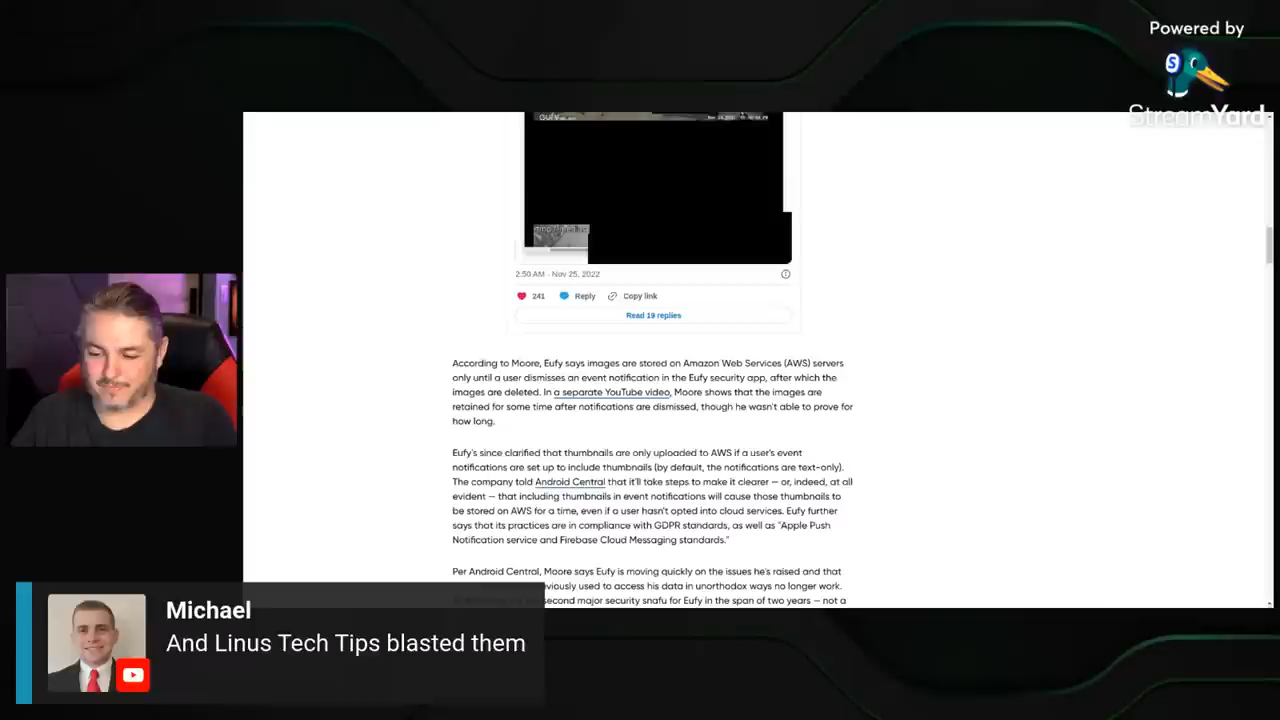 Powered by
StreamYard
eufy
2:50 AM · Nov 25, 2022
241 Reply Copy link
Read 19 replies
According to Moore, Eufy says images are stored on Amazon Web Services (AWS) servers
only until a user dismisses an event notification in the Eufy security app, after which the
images are deleted. In a separate YouTube video, Moore shows that the images are
retained for some time after notifications are dismissed, though he wasn't able to prove for
how long.
Eufy's since clarified that thumbnails are only uploaded to AWS if a user's event
notifications are set up to include thumbnails (by default, the notifications are text-only).
The company told Android Central that it'll take steps to make it clearer — or, indeed, at all
evident — that including thumbnails in event notifications will cause those thumbnails to
be stored on AWS for a time, even if a user hasn't opted into cloud services. Eufy further
says that its practices are in compliance with GDPR standards, as well as "Apple Push
Notification service and Firebase Cloud Messaging standards."
Per Android Central, Moore says Eufy is moving quickly on the issues he's raised and that
used to access his data in unorthodox ways no longer work.
second major security snafu for Eufy in the span of two years — not a
Michael
And Linus Tech Tips blasted them